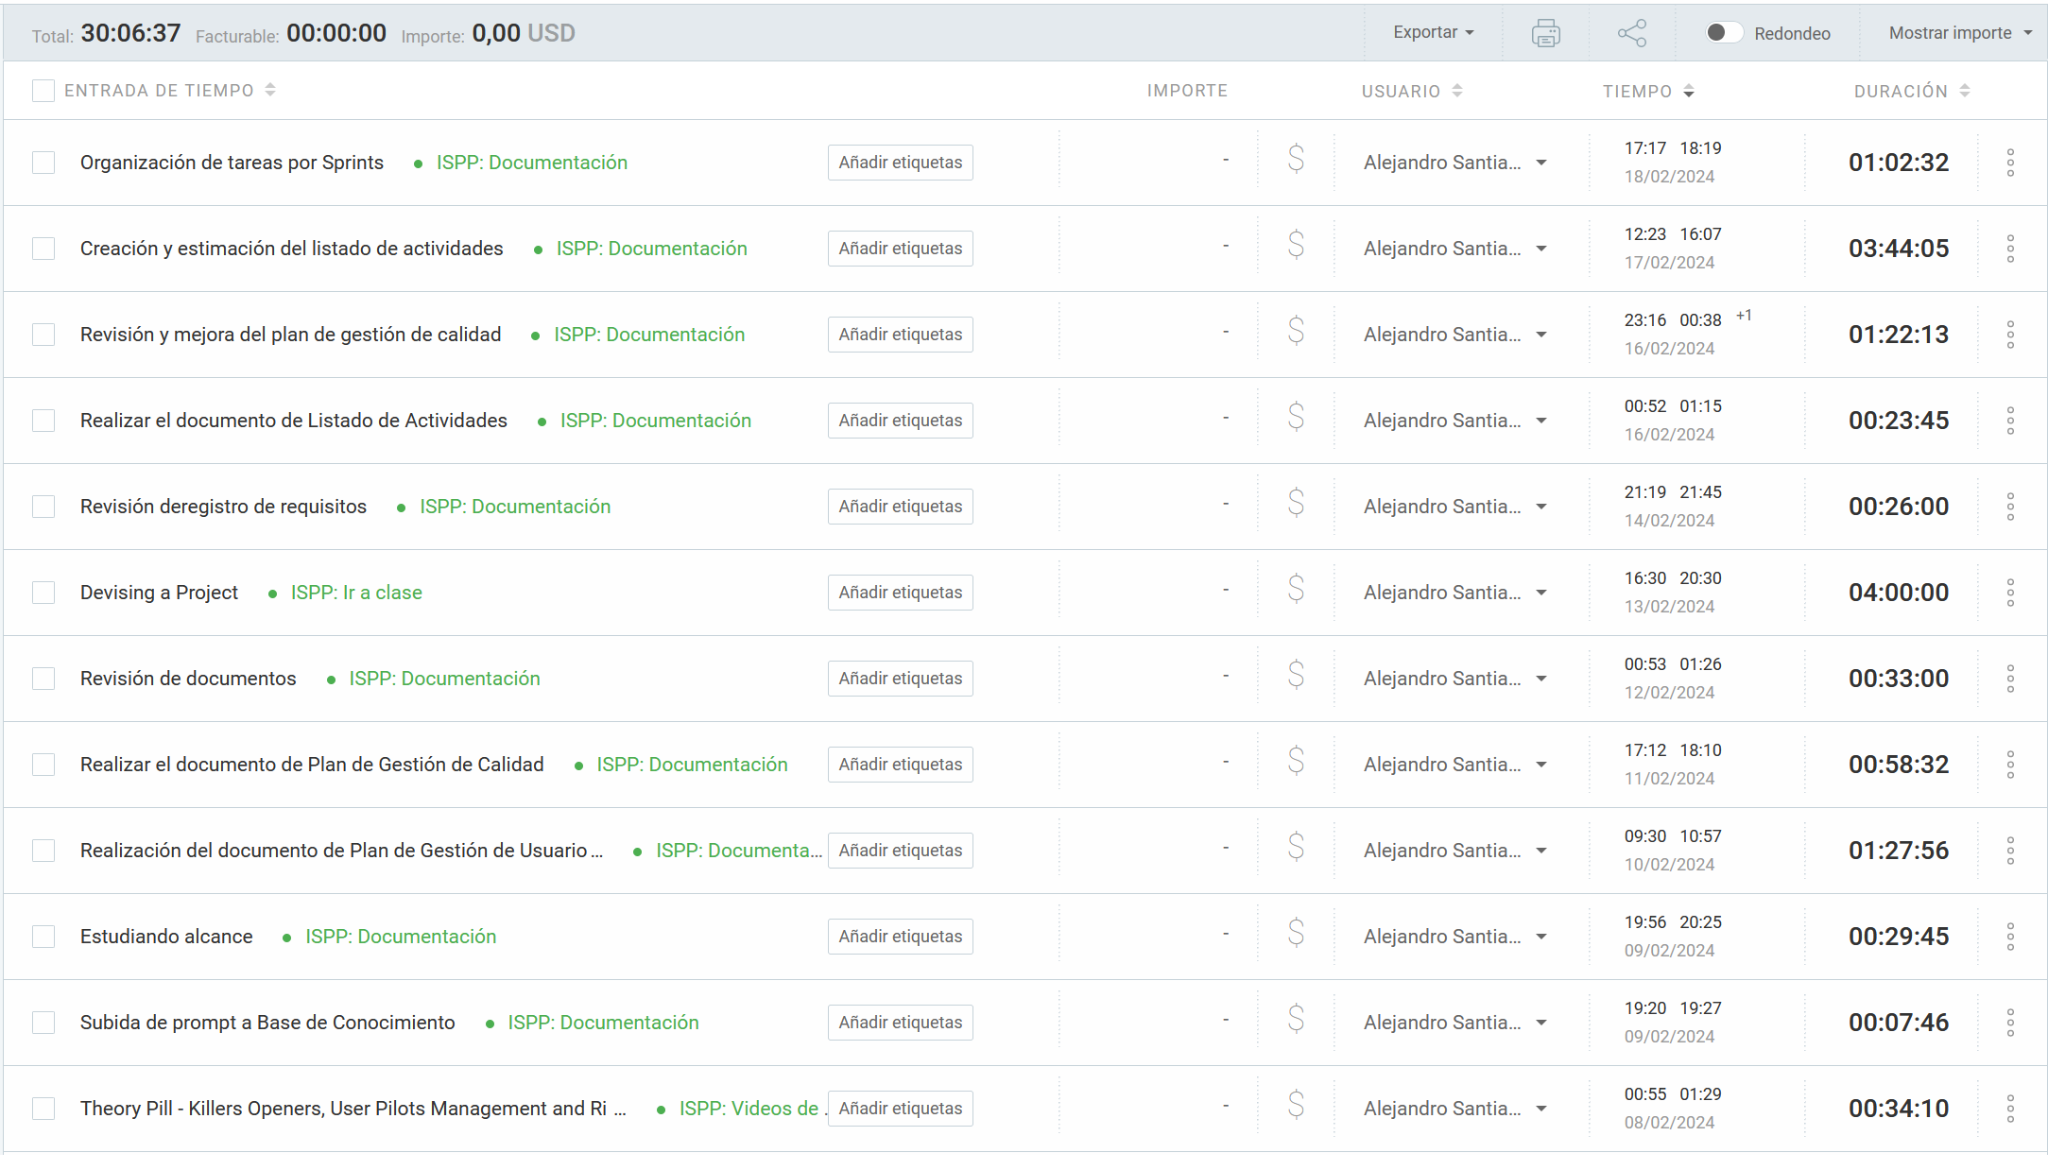 Total: 30:06:37 Facturable: 00:00:00 Importe: 0,00 USD Exportar Redondeo Mostrar importe
ENTRADA DE TIEMPO IMPORTE USUARIO TIEMPO DURACIÓN
Organización de tareas por Sprints • ISPP: Documentación Añadir etiquetas - $ Alejandro Santia... 17:17 18:19 01:02:32
18/02/2024
Creación y estimación del listado de actividades • ISPP: Documentación Añadir etiquetas - $ Alejandro Santia... 12:23 16:07 03:44:05
17/02/2024
Revisión y mejora del plan de gestión de calidad • ISPP: Documentación Añadir etiquetas - $ Alejandro Santia... 23:16 00:38 +1 01:22:13
16/02/2024
Realizar el documento de Listado de Actividades • ISPP: Documentación Añadir etiquetas - $ Alejandro Santia... 00:52 01:15 00:23:45
16/02/2024
Revisión deregistro de requisitos • ISPP: Documentación Añadir etiquetas - $ Alejandro Santia... 21:19 21:45 00:26:00
14/02/2024
Devising a Project • ISPP: Ir a clase Añadir etiquetas - $ Alejandro Santia... 16:30 20:30 04:00:00
13/02/2024
Revisión de documentos • ISPP: Documentación Añadir etiquetas - $ Alejandro Santia... 00:53 01:26 00:33:00
12/02/2024
Realizar el documento de Plan de Gestión de Calidad • ISPP: Documentación Añadir etiquetas - $ Alejandro Santia... 17:12 18:10 00:58:32
11/02/2024
Realización del documento de Plan de Gestión de Usuario ... • ISPP: Documenta... Añadir etiquetas - $ Alejandro Santia... 09:30 10:57 01:27:56
10/02/2024
Estudiando alcance • ISPP: Documentación Añadir etiquetas - $ Alejandro Santia... 19:56 20:25 00:29:45
09/02/2024
Subida de prompt a Base de Conocimiento • ISPP: Documentación Añadir etiquetas - $ Alejandro Santia... 19:20 19:27 00:07:46
09/02/2024
Theory Pill - Killers Openers, User Pilots Management and Ri ... • ISPP: Videos de . Añadir etiquetas - $ Alejandro Santia... 00:55 01:29 00:34:10
08/02/2024